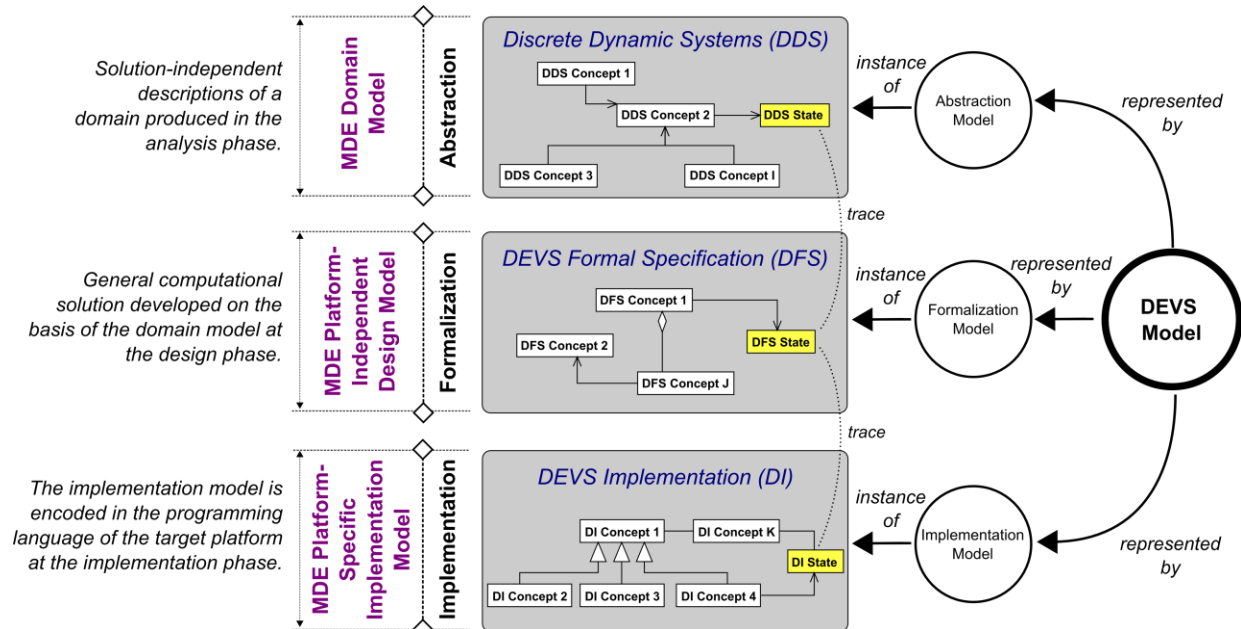 Solution-independent
descriptions of a
domain produced in the
analysis phase.
MDE Domain
Model
Abstraction
Discrete Dynamic Systems (DDS)
DDS Concept 1
DDS Concept 2
DDS State
DDS Concept 3
DDS Concept I
instance
of
Abstraction
Model
represented
by
trace
General computational
solution developed on the
basis of the domain model at
the design phase.
MDE Platform-
Independent
Design Model
Formalization
DEVS Formal Specification (DFS)
DFS Concept 1
DFS Concept 2
DFS State
DFS Concept J
instance
of
Formalization
Model
represented
by
DEVS
Model
trace
The implementation model is
encoded in the programming
language of the target platform
at the implementation phase.
MDE Platform-
Specific
Implementation
Model
Implementation
DEVS Implementation (DI)
DI Concept 1
DI Concept K
DI State
DI Concept 2
DI Concept 3
DI Concept 4
instance
of
Implementation
Model
represented
by